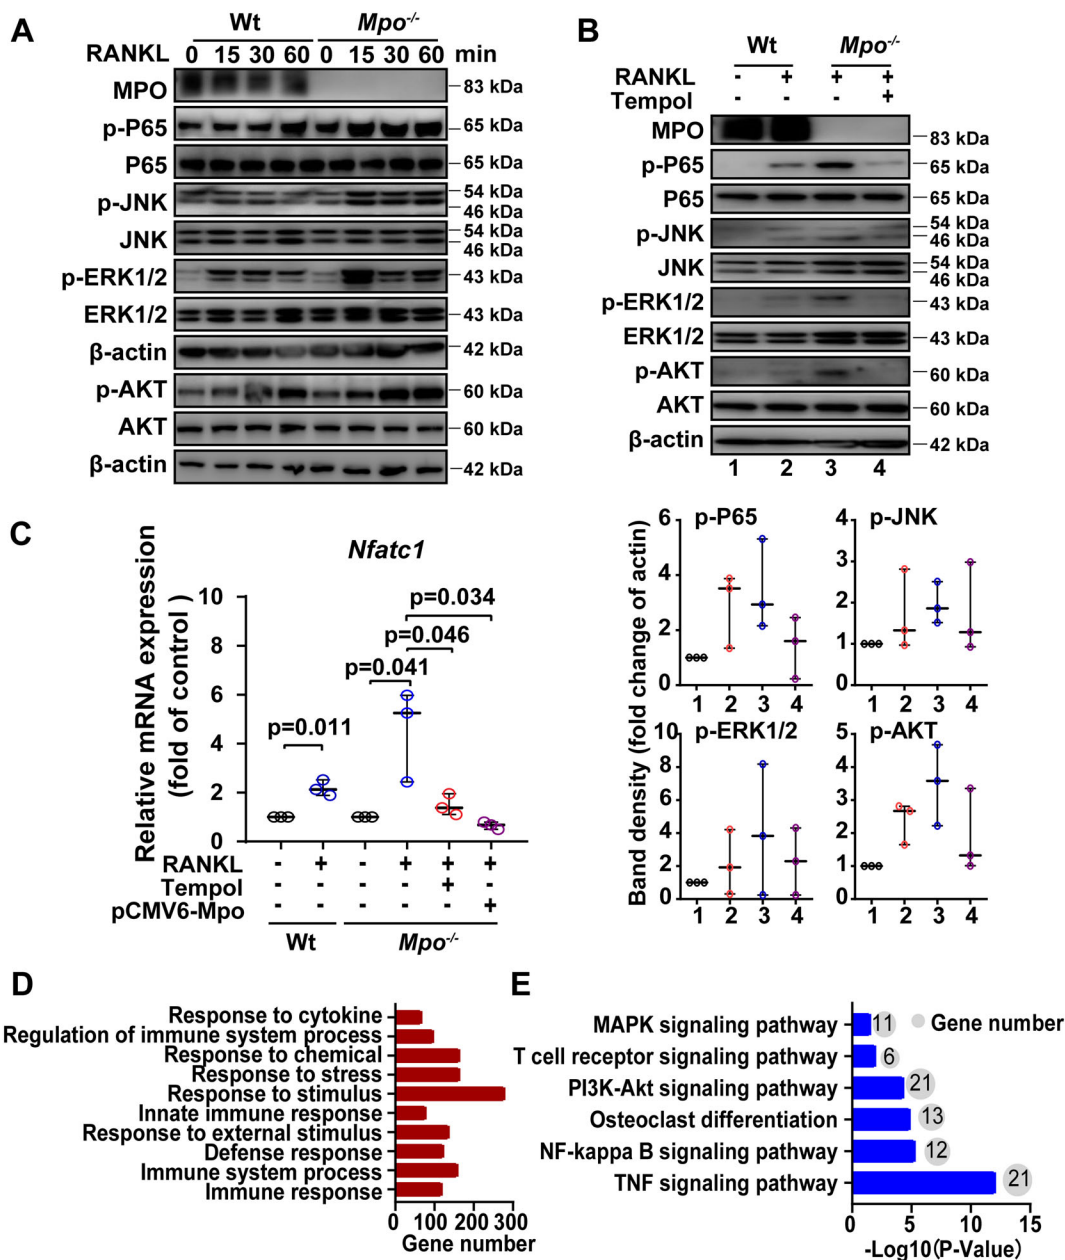 A
Wt Mpo-/-
RANKL 0 15 30 60 0 15 30 60 min
MPO 83 kDa
p-P65 65 kDa
P65 65 kDa
p-JNK 54 kDa
46 kDa
JNK 54 kDa
46 kDa
p-ERK1/2 43 kDa
ERK1/2 43 kDa
β-actin 42 kDa
p-AKT 60 kDa
AKT 60 kDa
β-actin 42 kDa
B
Wt Mpo-/-
RANKL - + + +
Tempol - - - +
MPO 83 kDa
p-P65 65 kDa
P65 65 kDa
p-JNK 54 kDa
46 kDa
JNK 54 kDa
46 kDa
p-ERK1/2 43 kDa
ERK1/2 43 kDa
p-AKT 60 kDa
AKT 60 kDa
β-actin 42 kDa
1 2 3 4
Band density (fold change of actin)
p-P65
6
4
2
0
1 2 3 4
p-JNK
4
3
2
1
0
1 2 3 4
p-ERK1/2
10
8
6
4
2
0
1 2 3 4
p-AKT
5
4
3
2
1
0
1 2 3 4
C
Nfatc1
Relative mRNA expression
(fold of control )
10
8
6
4
2
0
p=0.011
p=0.041
p=0.046
p=0.034
RANKL - + - + + +
Tempol - - - - + -
pCMV6-Mpo - - - - - +
Wt Mpo-/-
D
Response to cytokine
Regulation of immune system process
Response to chemical
Response to stress
Response to stimulus
Innate immune response
Response to external stimulus
Defense response
Immune system process
Immune response
0 100 200 300
Gene number
E
MAPK signaling pathway 11
Gene number
T cell receptor signaling pathway 6
PI3K-Akt signaling pathway 21
Osteoclast differentiation 13
NF-kappa B signaling pathway 12
TNF signaling pathway 21
0 5 10 15
-Log10(P-Value)